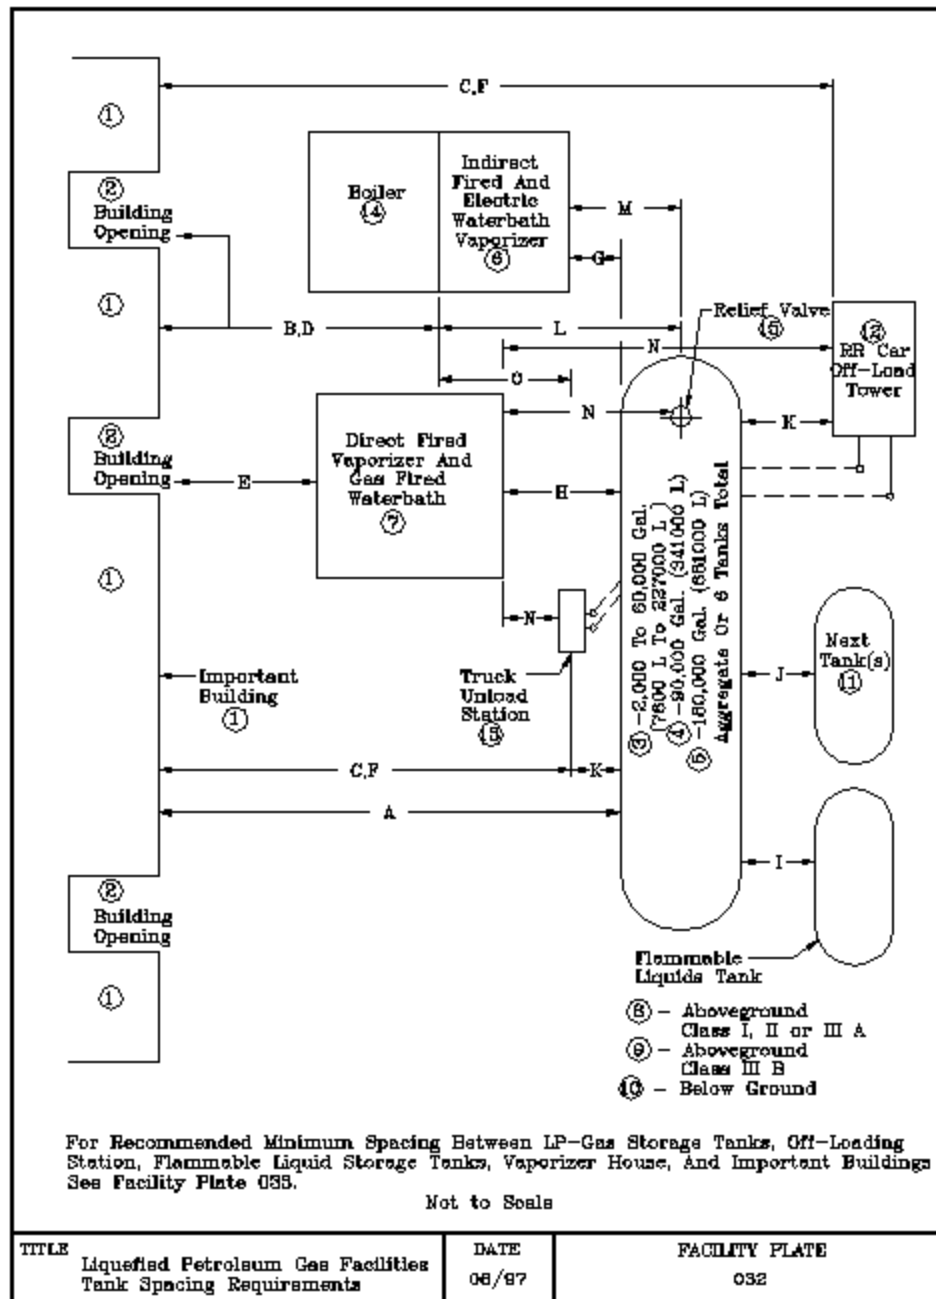 C,F
①
Boiler
⑭
Indirect
Fired And
Electric
Waterbath
Vaporizer
⑥
M
②
Building
Opening
G
①
B,D
L
Relief Valve
⑮
N
⑫
RR Car
Off-Load
Tower
O
N
K
②
Building
Opening
E
Direct Fired
Vaporizer And
Gas Fired
Waterbath
⑦
H
①
N
③ -2,000 To 60,000 Gal.
(7600 L To 227000 L)
④ -90,000 Gal. (341000 L)
⑤ -180,000 Gal. (681000 L)
Aggregate Or 6 Tanks Total
Next
Tank(s)
⑪
Important
Building
①
Truck
Unload
Station
⑬
J
C,F
K
A
I
②
Building
Opening
①
Flammable
Liquids Tank
⑧ - Aboveground
Class I, II or III A
⑨ - Aboveground
Class III B
⑩ - Below Ground
For Recommended Minimum Spacing Between LP-Gas Storage Tanks, Off-Loading
Station, Flammable Liquid Storage Tanks, Vaporizer House, And Important Buildings
See Facility Plate 033.
Not to Scale
TITLE
Liquefied Petroleum Gas Facilities
Tank Spacing Requirements
DATE
06/97
FACILITY PLATE
032